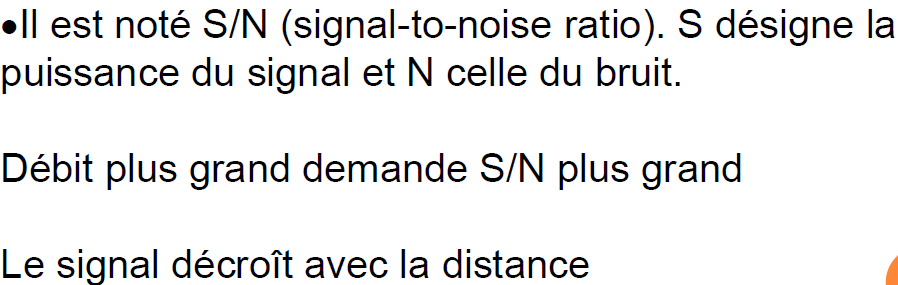 •Il est noté S/N (signal-to-noise ratio). S désigne la
puissance du signal et N celle du bruit.
Débit plus grand demande S/N plus grand
Le signal décroît avec la distance